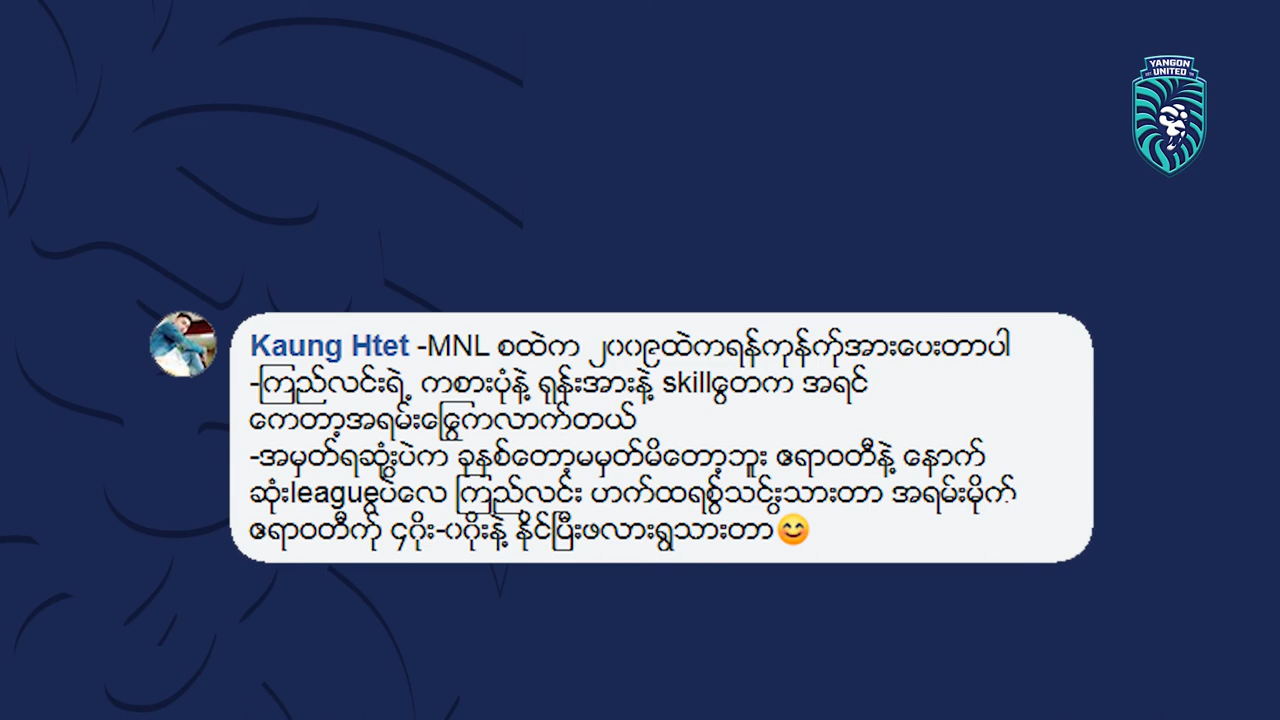 YANGON
UNITED
Kaung Htet -MNL စထဲက ၂၀၀၉ထဲကရန်ကုန်ကိုအားပေးတာပါ
-ကြည်လင်းရဲ့ ကစားပုံနဲ့ ရုန်းအားနဲ့ skillတွေက အရင်
ကေတာ့အရမ်းခြွေကလာက်တယ်
-အမှတ်ရဆုံးပွဲက ခုနှစ်တော့မမှတ်မိတော့ဘူး ဧရာဝတီနဲ့ နောက်
ဆုံးleagueပွဲလေ ကြည်လင်း ဟက်ထရစ်သွင်းသွားတာ အရမ်းမိုက်
ဧရာဝတီကို ၄ဂိုး-၀ဂိုးနဲ့ နိုင်ပြီးဖလားရသွားတာ😊